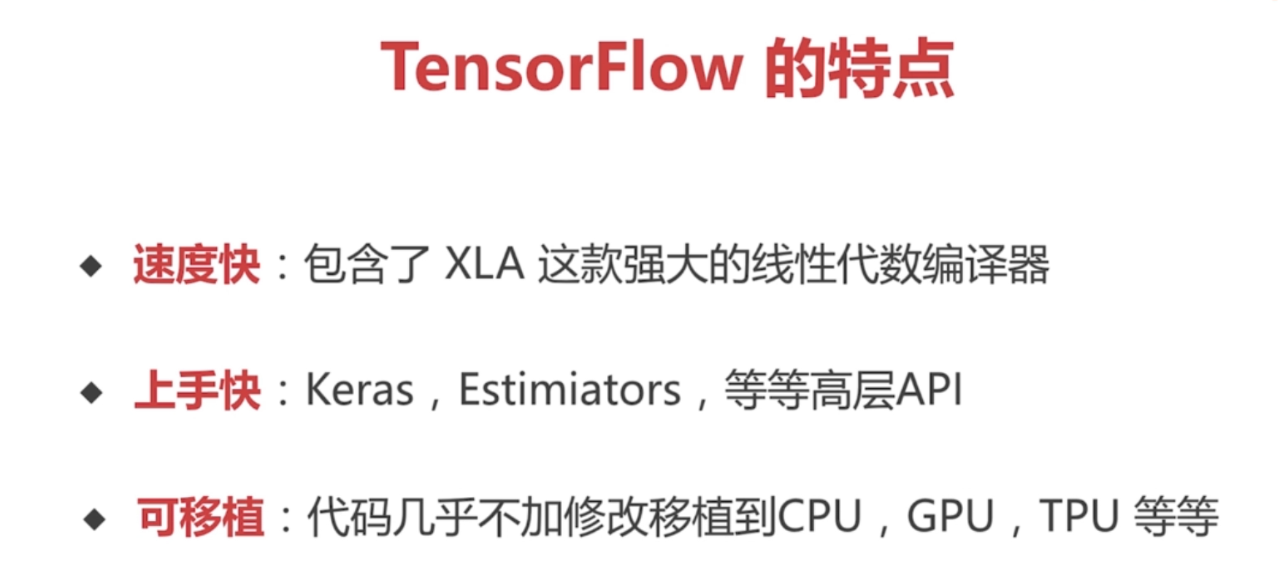 TensorFlow 的特点
◆ 速度快：包含了 XLA 这款强大的线性代数编译器
◆ 上手快：Keras，Estimiators，等等高层API
◆ 可移植：代码几乎不加修改移植到CPU，GPU，TPU 等等